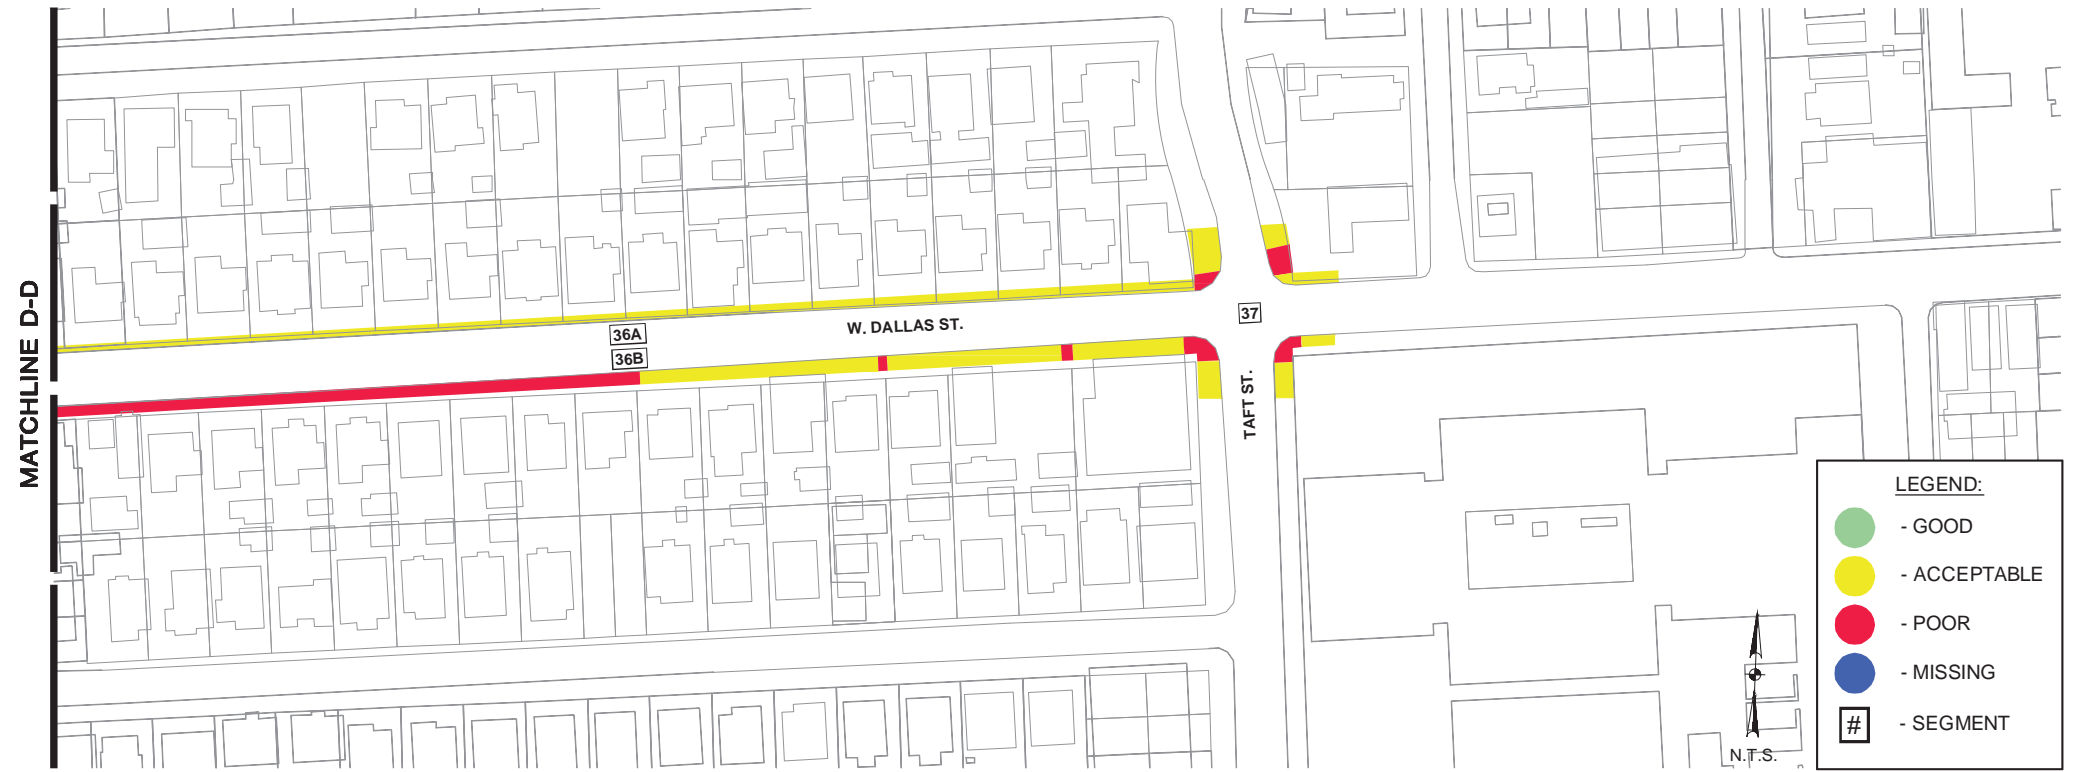 MATCHLINE D-D
36A
36B
W. DALLAS ST.
37
TAFT ST.
LEGEND:
- GOOD
- ACCEPTABLE
- POOR
- MISSING
# - SEGMENT
N.T.S.